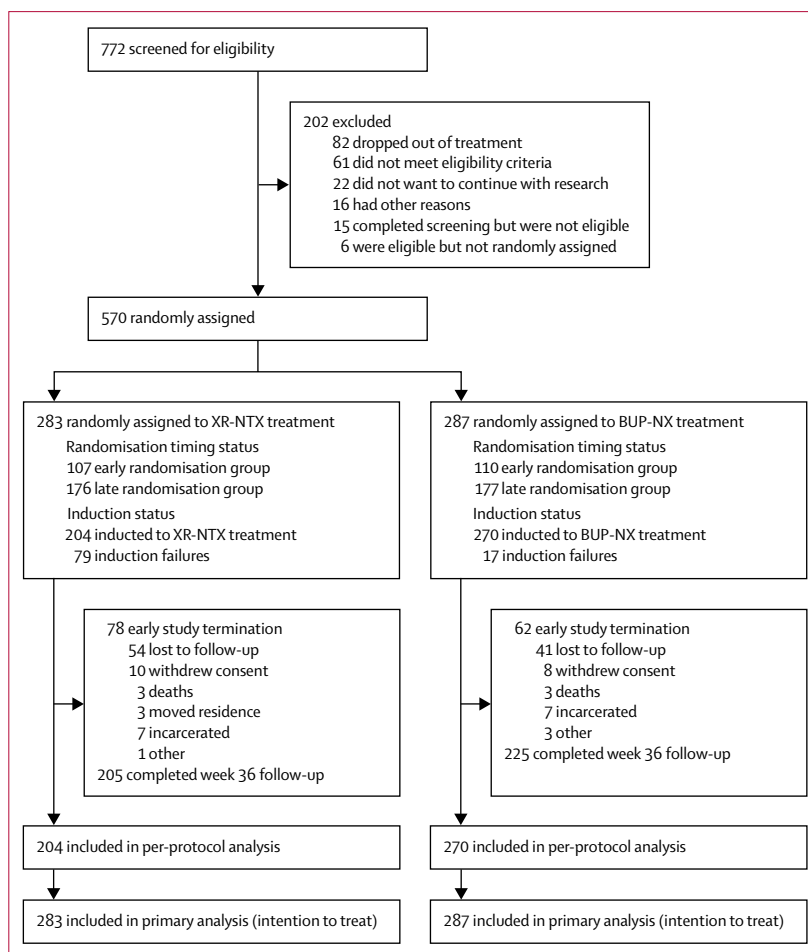 772 screened for eligibility
202 excluded
82 dropped out of treatment
61 did not meet eligibility criteria
22 did not want to continue with research
16 had other reasons
15 completed screening but were not eligible
6 were eligible but not randomly assigned
570 randomly assigned
283 randomly assigned to XR-NTX treatment
Randomisation timing status
107 early randomisation group
176 late randomisation group
Induction status
204 inducted to XR-NTX treatment
79 induction failures
287 randomly assigned to BUP-NX treatment
Randomisation timing status
110 early randomisation group
177 late randomisation group
Induction status
270 inducted to BUP-NX treatment
17 induction failures
78 early study termination
54 lost to follow-up
10 withdrew consent
3 deaths
3 moved residence
7 incarcerated
1 other
205 completed week 36 follow-up
62 early study termination
41 lost to follow-up
8 withdrew consent
3 deaths
7 incarcerated
3 other
225 completed week 36 follow-up
204 included in per-protocol analysis
270 included in per-protocol analysis
283 included in primary analysis (intention to treat)
287 included in primary analysis (intention to treat)